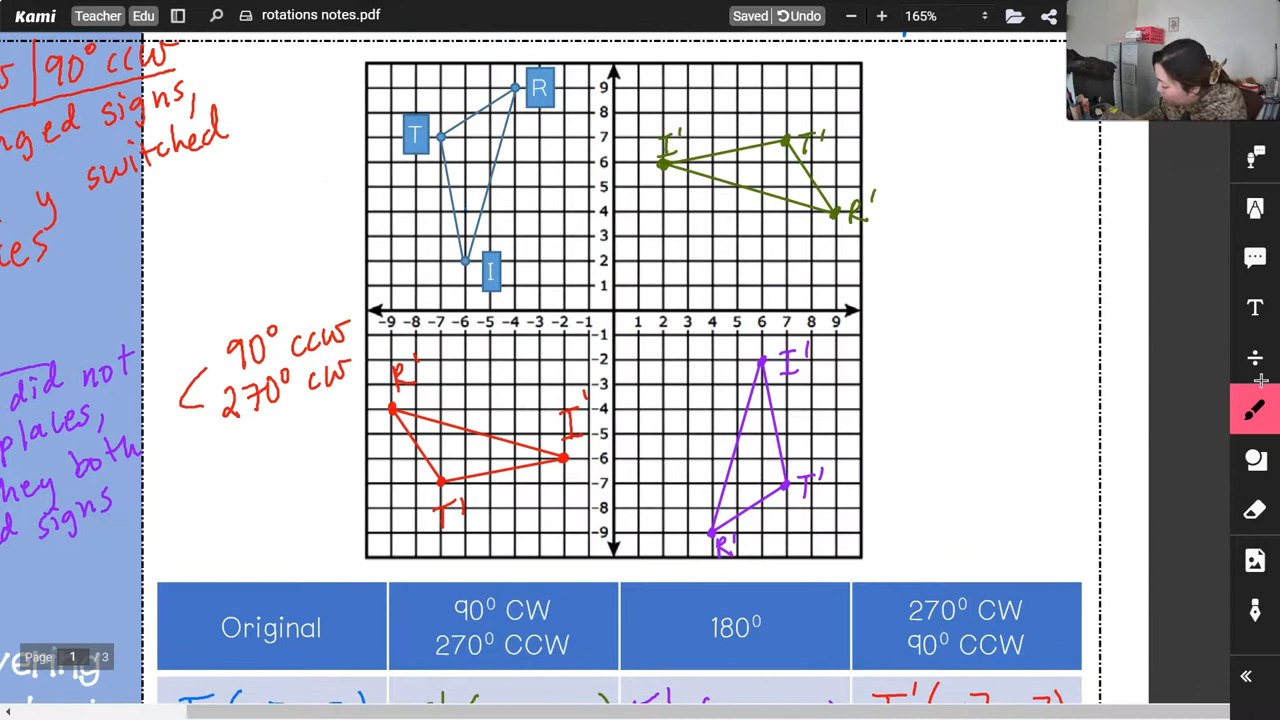 Kami Teacher Edu rotations notes.pdf Saved Undo 165%
90° CCW
changed signs,
y switched
90° CCW
270° CW
did not
places,
they both
signs
R
T
I
I' T'
R'
9
8
7
6
5
4
3
2
1
-9 -8 -7 -6 -5 -4 -3 -2 -1 1 2 3 4 5 6 7 8 9
-1
-2
-3
-4
-5
-6
-7
-8
-9
R'
I'
T'
I'
T'
R'
Original
90° CW
270° CCW
180°
270° CW
90° CCW
Page 1 / 3